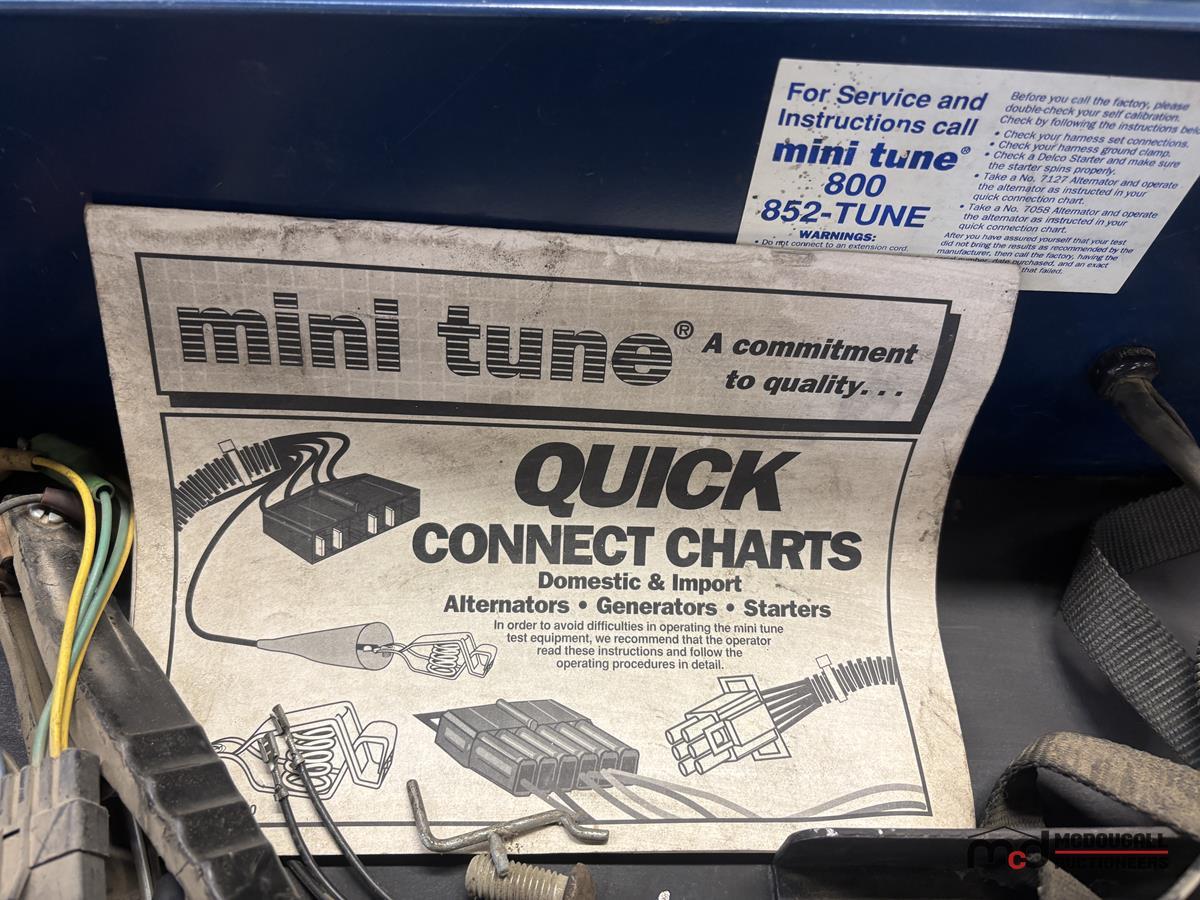 For Service and
Instructions call
mini tune®
800
852-TUNE
WARNINGS:
• Do not connect to an extension cord.
Before you call the factory, please
double-check your self calibration.
Check by following the instructions
• Check your harness set connections.
• Check your harness ground clamp.
• Check a Delco Starter and make sure
the starter spins properly.
• Take a No. 7127 Alternator and operate
the alternator as instructed in your
quick connection chart.
• Take a No. 7058 Alternator and operate
the alternator as instructed in your
quick connection chart.
After you have assured yourself that your test
did not bring the results as recommended by the
manufacturer, then call the factory, having the
number, date purchased, and an exact
that failed.
mini tune®
A commitment
to quality. . .
QUICK
CONNECT CHARTS
Domestic & Import
Alternators • Generators • Starters
In order to avoid difficulties in operating the mini tune
test equipment, we recommend that the operator
read these instructions and follow the
operating procedures in detail.
mcd MCDOUGALL
AUCTIONEERS